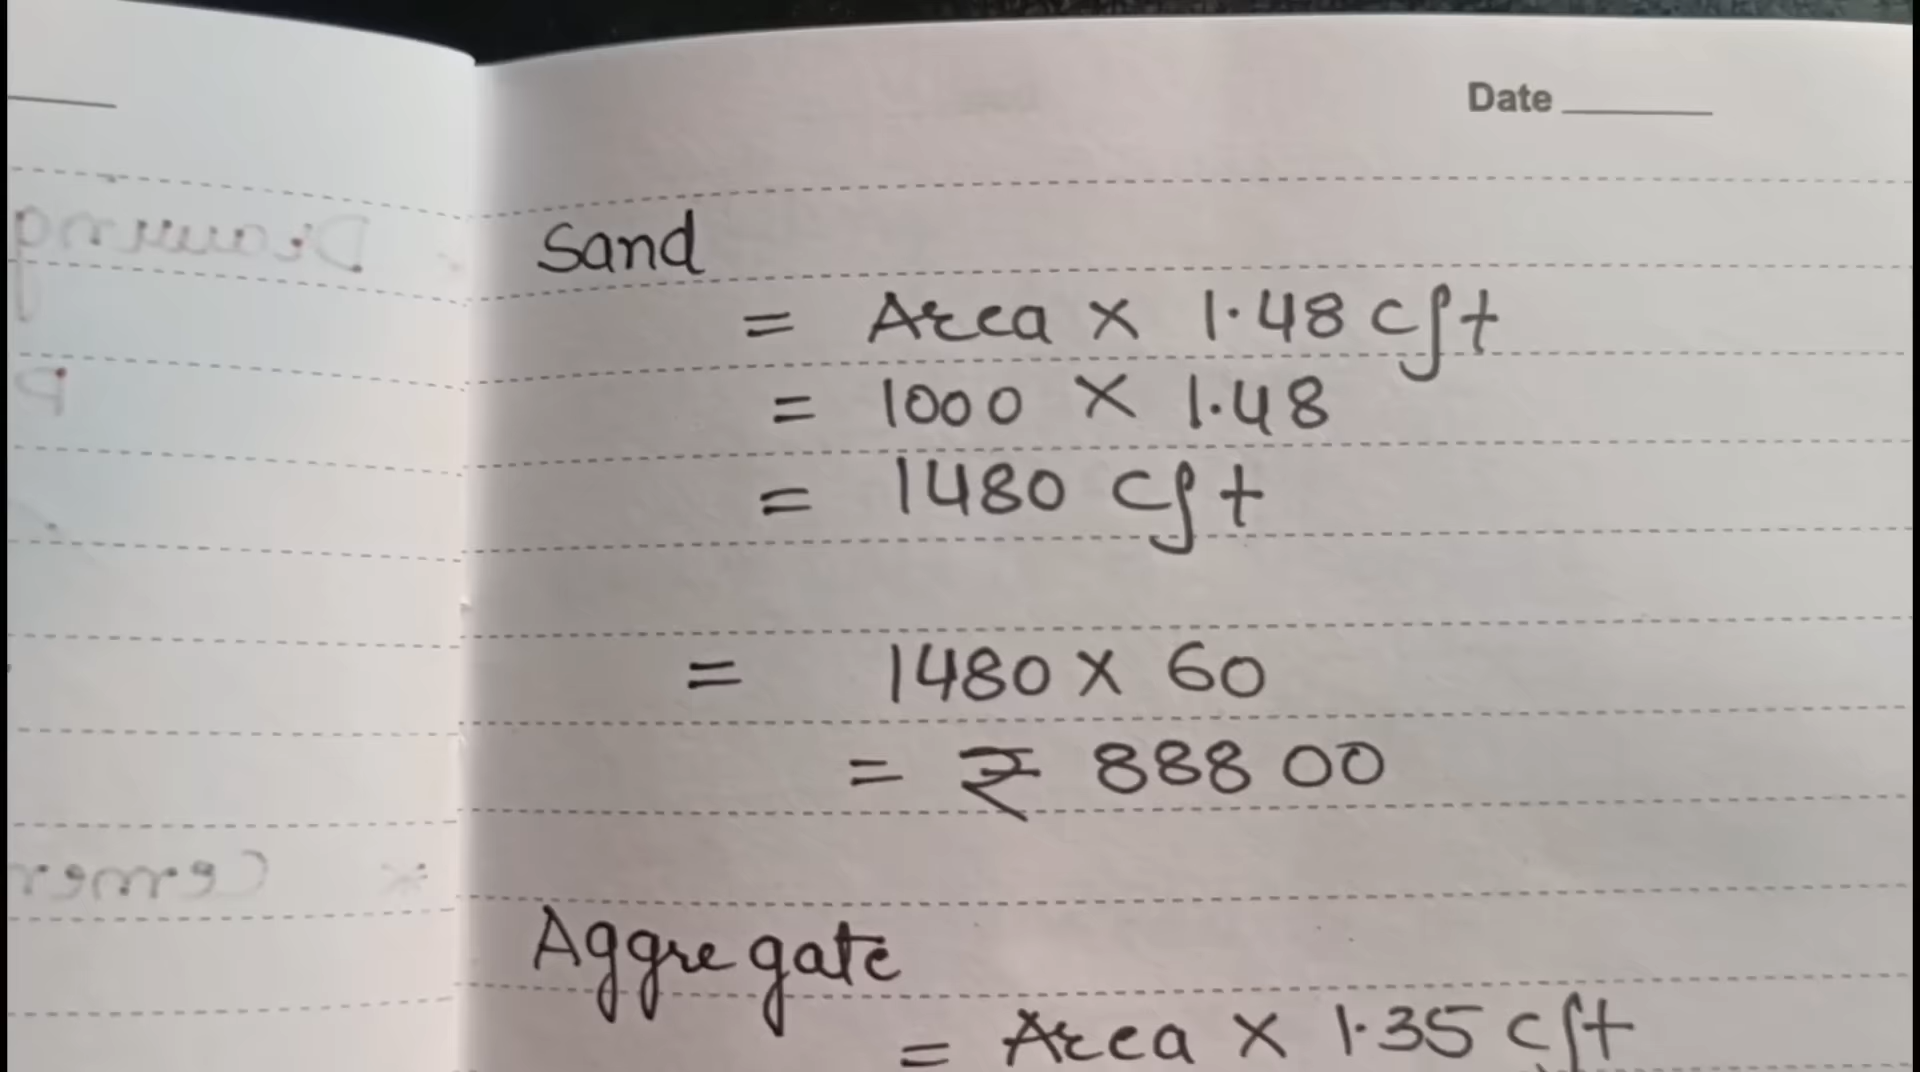 Date
Sand
= Area × 1.48 cft
= 1000 × 1.48
= 1480 cft
= 1480 × 60
= ₹ 88800
Aggregate
= Area × 1.35 cft